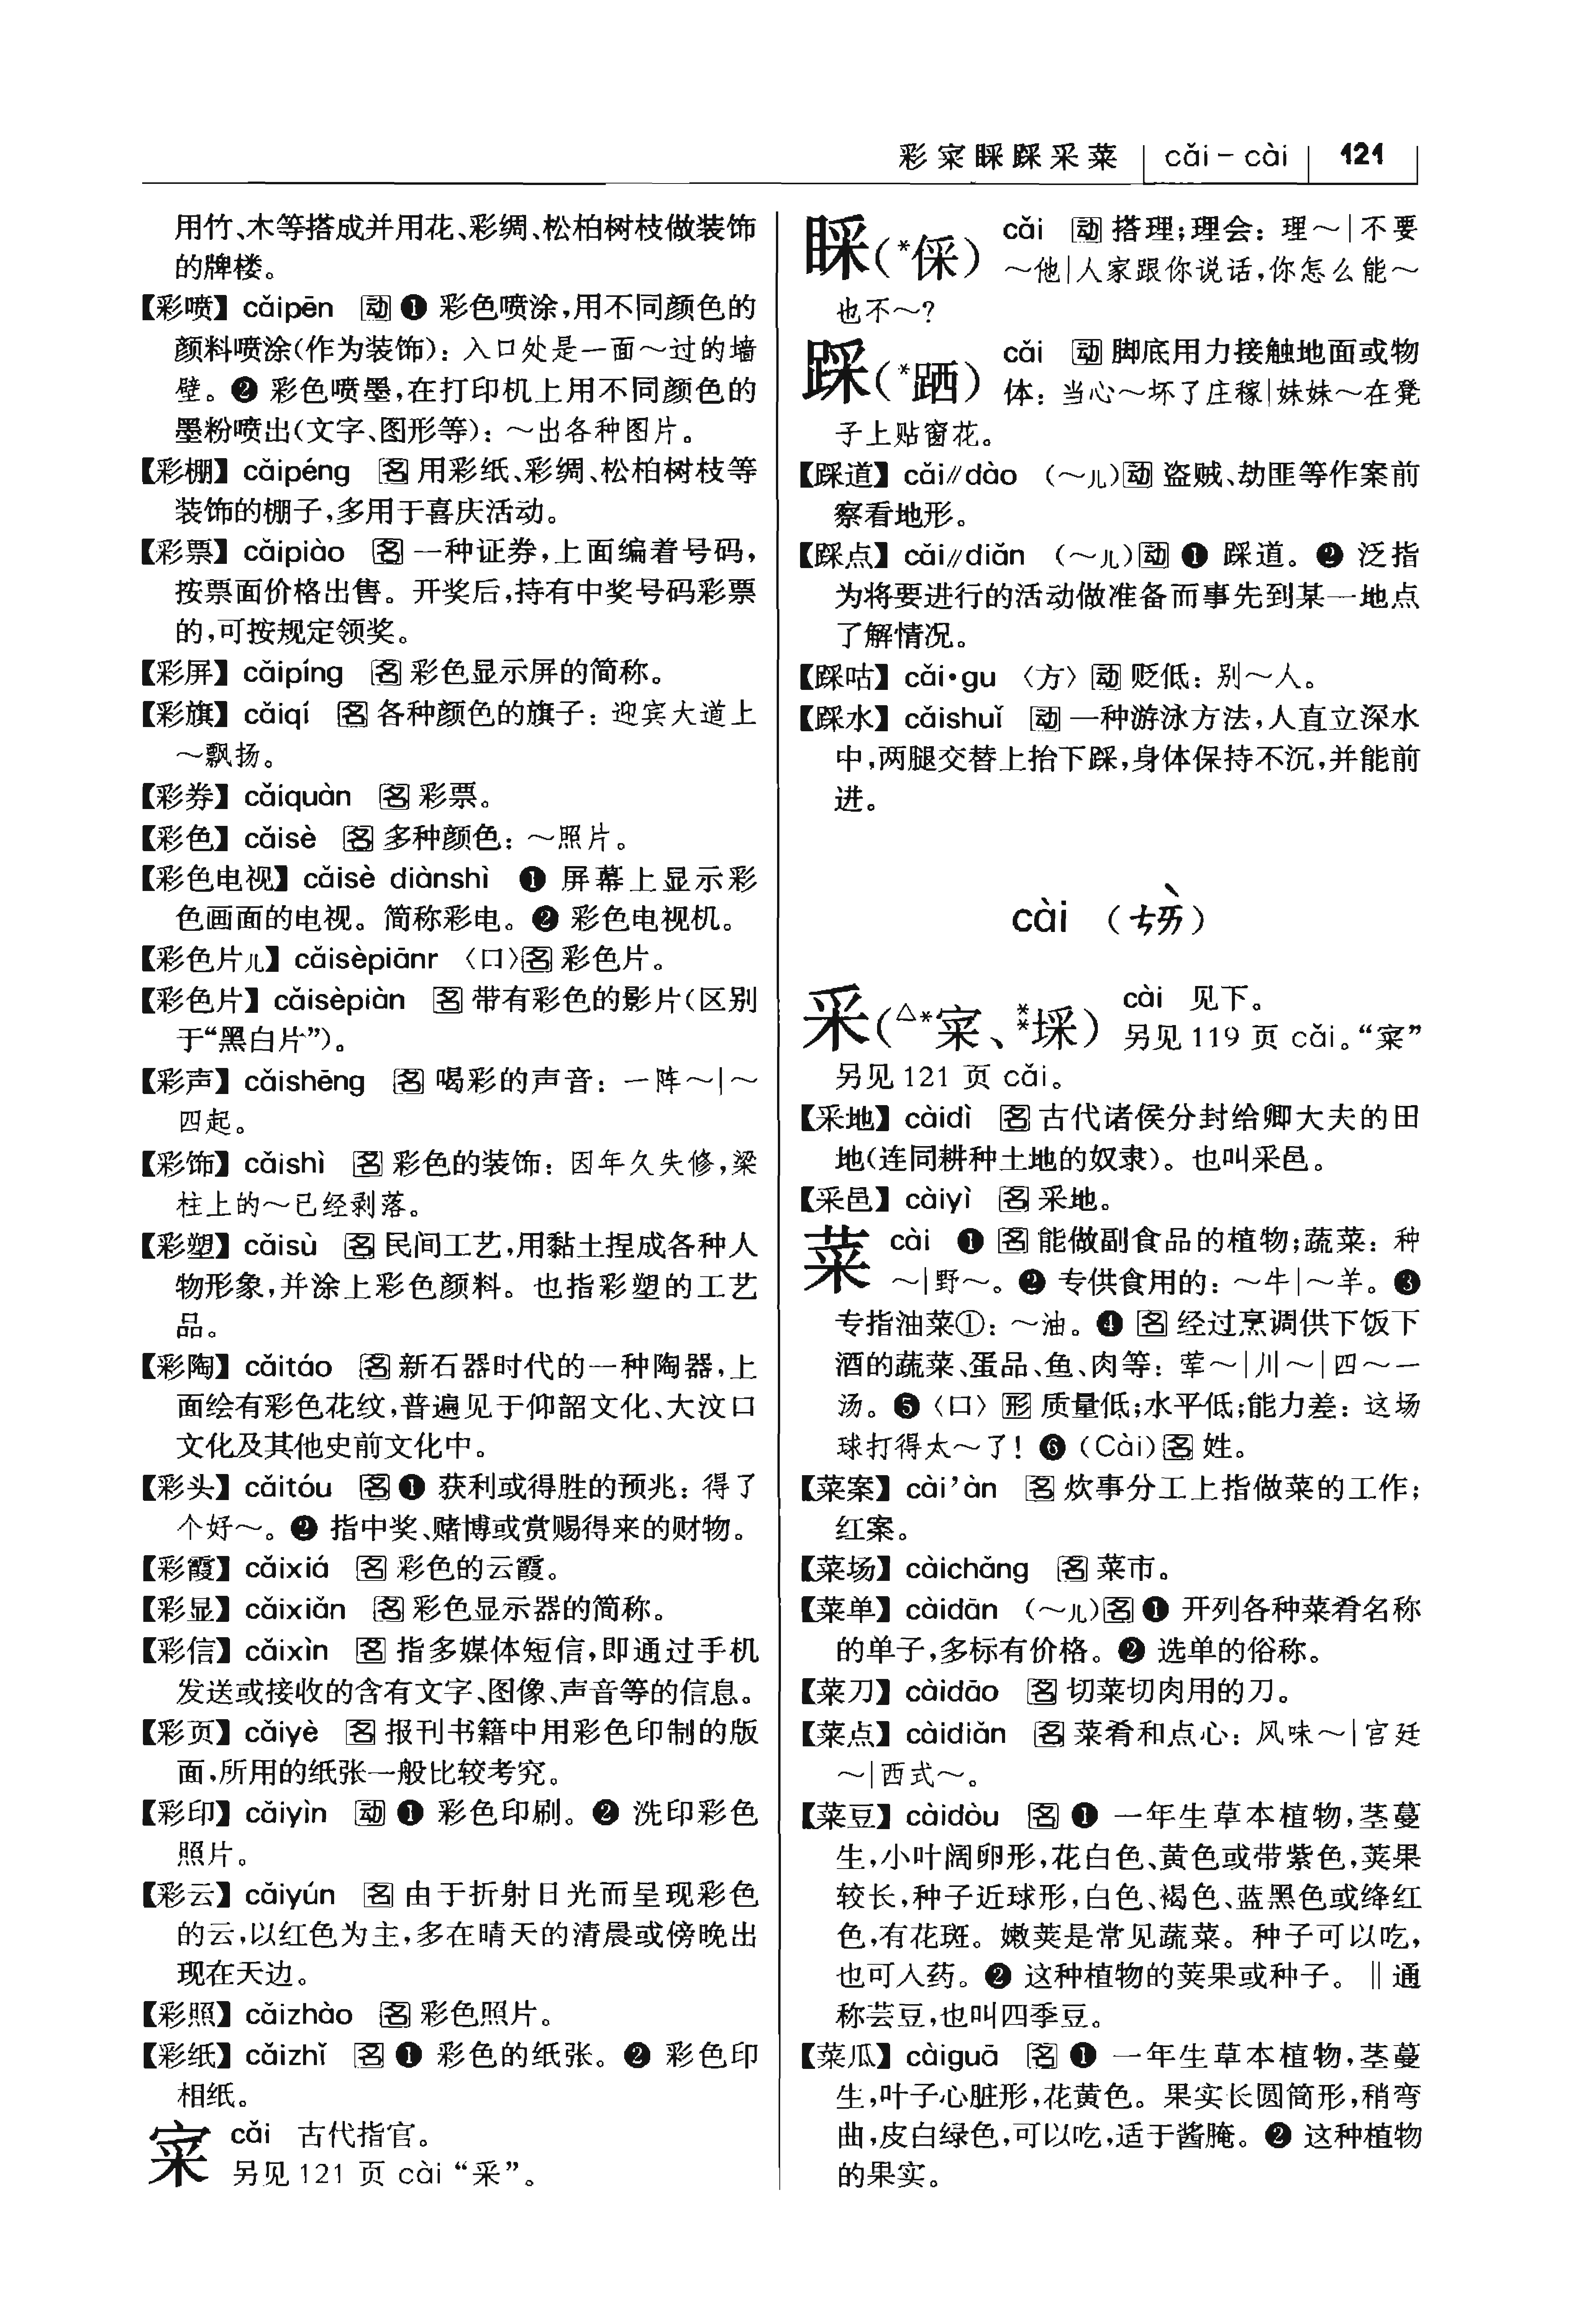 彩寀睬踩采菜 cǎi – cài 121
用竹、木等搭成并用花、彩绸、松柏树枝做装饰
的牌楼。
【彩喷】 cǎipēn 动 ❶ 彩色喷涂,用不同颜色的
颜料喷涂(作为装饰): 入口处是一面～过的墙
壁。❷ 彩色喷墨,在打印机上用不同颜色的
墨粉喷出(文字、图形等): ～出各种图片。
【彩棚】 cǎipéng 名 用彩纸、彩绸、松柏树枝等
装饰的棚子,多用于喜庆活动。
【彩票】 cǎipiào 名 一种证券,上面编着号码,
按票面价格出售。开奖后,持有中奖号码彩票
的,可按规定领奖。
【彩屏】 cǎipíng 名 彩色显示屏的简称。
【彩旗】 cǎiqí 名 各种颜色的旗子: 迎宾大道上
～飘扬。
【彩券】 cǎiquàn 名 彩票。
【彩色】 cǎisè 名 多种颜色: ～照片。
【彩色电视】 cǎisè diànshì ❶ 屏幕上显示彩
色画面的电视。简称彩电。❷ 彩色电视机。
【彩色片儿】 cǎisèpiānr 〈口〉名 彩色片。
【彩色片】 cǎisèpiàn 名 带有彩色的影片(区别
于“黑白片”)。
【彩声】 cǎishēng 名 喝彩的声音: 一阵～|～
四起。
【彩饰】 cǎishì 名 彩色的装饰: 因年久失修,梁
柱上的～已经剥落。
【彩塑】 cǎisù 名 民间工艺,用黏土捏成各种人
物形象,并涂上彩色颜料。也指彩塑的工艺
品。
【彩陶】 cǎitáo 名 新石器时代的一种陶器,上
面绘有彩色花纹,普遍见于仰韶文化、大汶口
文化及其他史前文化中。
【彩头】 cǎitóu 名 ❶ 获利或得胜的预兆: 得了
个好～。❷ 指中奖、赌博或赏赐得来的财物。
【彩霞】 cǎixiá 名 彩色的云霞。
【彩显】 cǎixiǎn 名 彩色显示器的简称。
【彩信】 cǎixìn 名 指多媒体短信,即通过手机
发送或接收的含有文字、图像、声音等的信息。
【彩页】 cǎiyè 名 报刊书籍中用彩色印制的版
面,所用的纸张一般比较考究。
【彩印】 cǎiyìn 动 ❶ 彩色印刷。❷ 洗印彩色
照片。
【彩云】 cǎiyún 名 由于折射日光而呈现彩色
的云,以红色为主,多在晴天的清晨或傍晚出
现在天边。
【彩照】 cǎizhào 名 彩色照片。
【彩纸】 cǎizhǐ 名 ❶ 彩色的纸张。❷ 彩色印
相纸。
寀 cǎi 古代指官。
另见 121 页 cài “采”。
睬(*倸) cǎi 动 搭理;理会: 理～|不要
～他|人家跟你说话,你怎么能～
也不～?
踩(*跴) cǎi 动 脚底用力接触地面或物
体: 当心～坏了庄稼|妹妹～在凳
子上贴窗花。
【踩道】 cǎi∥dào (～儿)动 盗贼、劫匪等作案前
察看地形。
【踩点】 cǎi∥diǎn (～儿)动 ❶ 踩道。❷ 泛指
为将要进行的活动做准备而事先到某一地点
了解情况。
【踩咕】 cǎi•gu 〈方〉动 贬低: 别～人。
【踩水】 cǎishuǐ 动 一种游泳方法,人直立深水
中,两腿交替上抬下踩,身体保持不沉,并能前
进。
cài (ㄘㄞˋ)
采(△*寀、⁑埰) cài 见下。
另见 119 页 cǎi。“寀”
另见 121 页 cǎi。
【采地】 càidì 名 古代诸侯分封给卿大夫的田
地(连同耕种土地的奴隶)。也叫采邑。
【采邑】 càiyì 名 采地。
菜 cài ❶ 名 能做副食品的植物;蔬菜: 种
～|野～。❷ 专供食用的: ～牛|～羊。❸
专指油菜①: ～油。❹ 名 经过烹调供下饭下
酒的蔬菜、蛋品、鱼、肉等: 荤～|川～|四～一
汤。❺〈口〉形 质量低;水平低;能力差: 这场
球打得太～了! ❻ (Cài)名 姓。
【菜案】 cài’àn 名 炊事分工上指做菜的工作;
红案。
【菜场】 càichǎng 名 菜市。
【菜单】 càidān (～儿)名 ❶ 开列各种菜肴名称
的单子,多标有价格。❷ 选单的俗称。
【菜刀】 càidāo 名 切菜切肉用的刀。
【菜点】 càidiǎn 名 菜肴和点心: 风味～|宫廷
～|西式～。
【菜豆】 càidòu 名 ❶ 一年生草本植物,茎蔓
生,小叶阔卵形,花白色、黄色或带紫色,荚果
较长,种子近球形,白色、褐色、蓝黑色或绛红
色,有花斑。嫩荚是常见蔬菜。种子可以吃,
也可入药。❷ 这种植物的荚果或种子。‖通
称芸豆,也叫四季豆。
【菜瓜】 càiguā 名 ❶ 一年生草本植物,茎蔓
生,叶子心脏形,花黄色。果实长圆筒形,稍弯
曲,皮白绿色,可以吃,适于酱腌。❷ 这种植物
的果实。